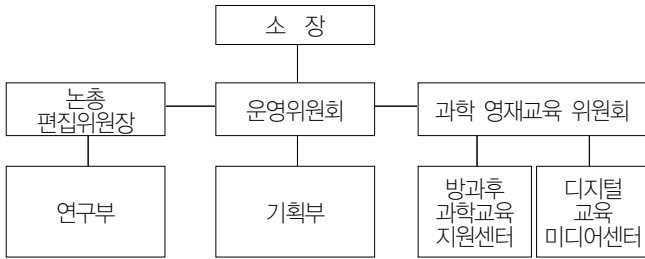 소 장
논총
편집위원장
운영위원회
과학 영재교육 위원회
연구부
기획부
방과후
과학교육
지원센터
디지털
교육
미디어센터